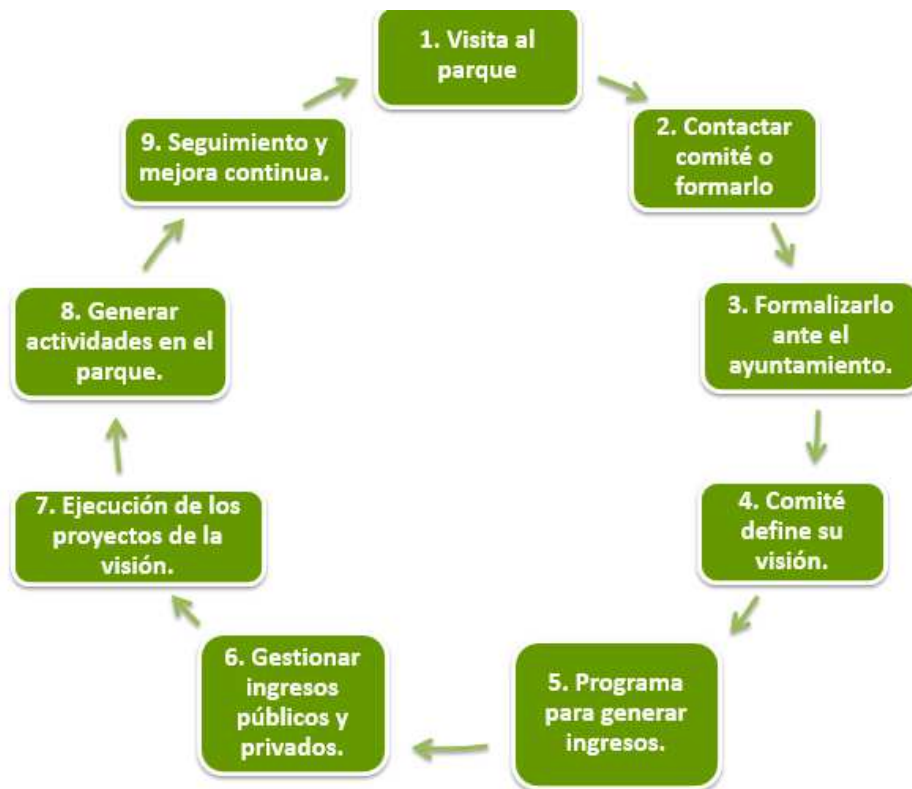 1. Visita al
parque
2. Contactar
comité o
formarlo
3. Formalizarlo
ante el
ayuntamiento.
4. Comité
define su
visión.
5. Programa
para generar
ingresos.
6. Gestionar
ingresos
públicos y
privados.
7. Ejecución de los
proyectos de la
visión.
8. Generar
actividades en el
parque.
9. Seguimiento y
mejora continua.